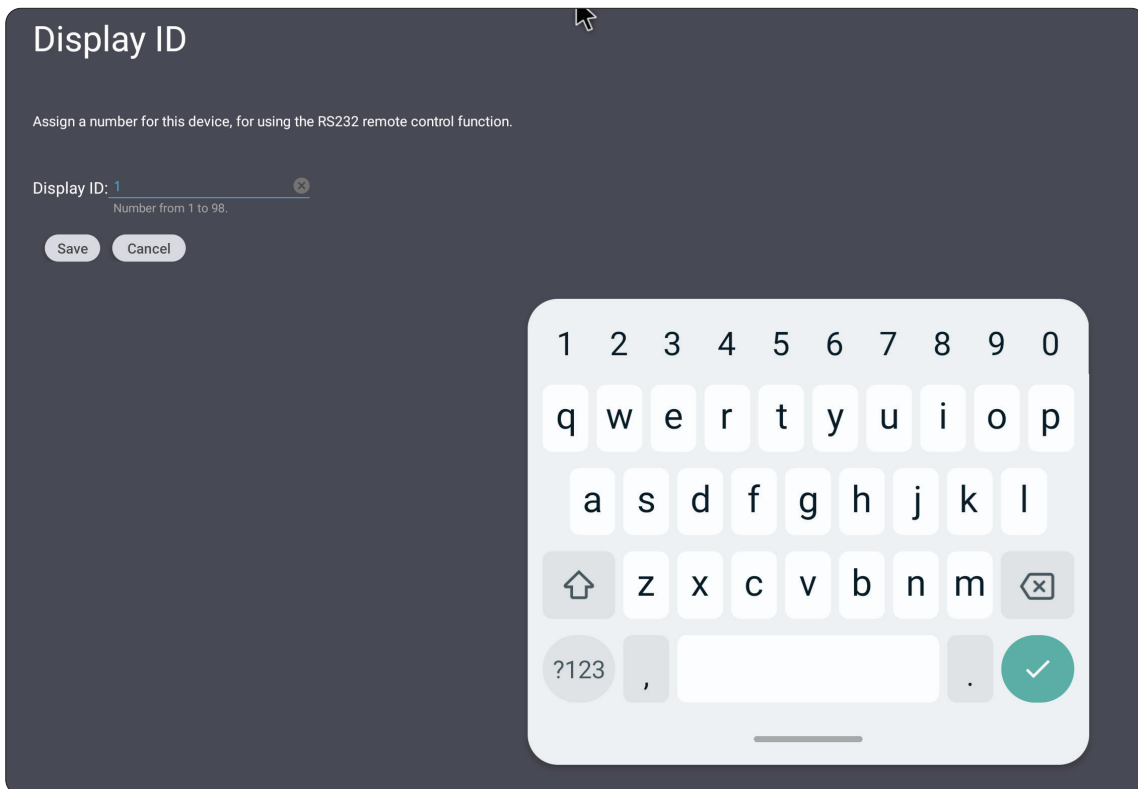 Display ID
Assign a number for this device, for using the RS232 remote control function.
Display ID: 1
Number from 1 to 98.
Save Cancel
1 2 3 4 5 6 7 8 9 0
q w e r t y u i o p
a s d f g h j k l
z x c v b n m
?123 , .